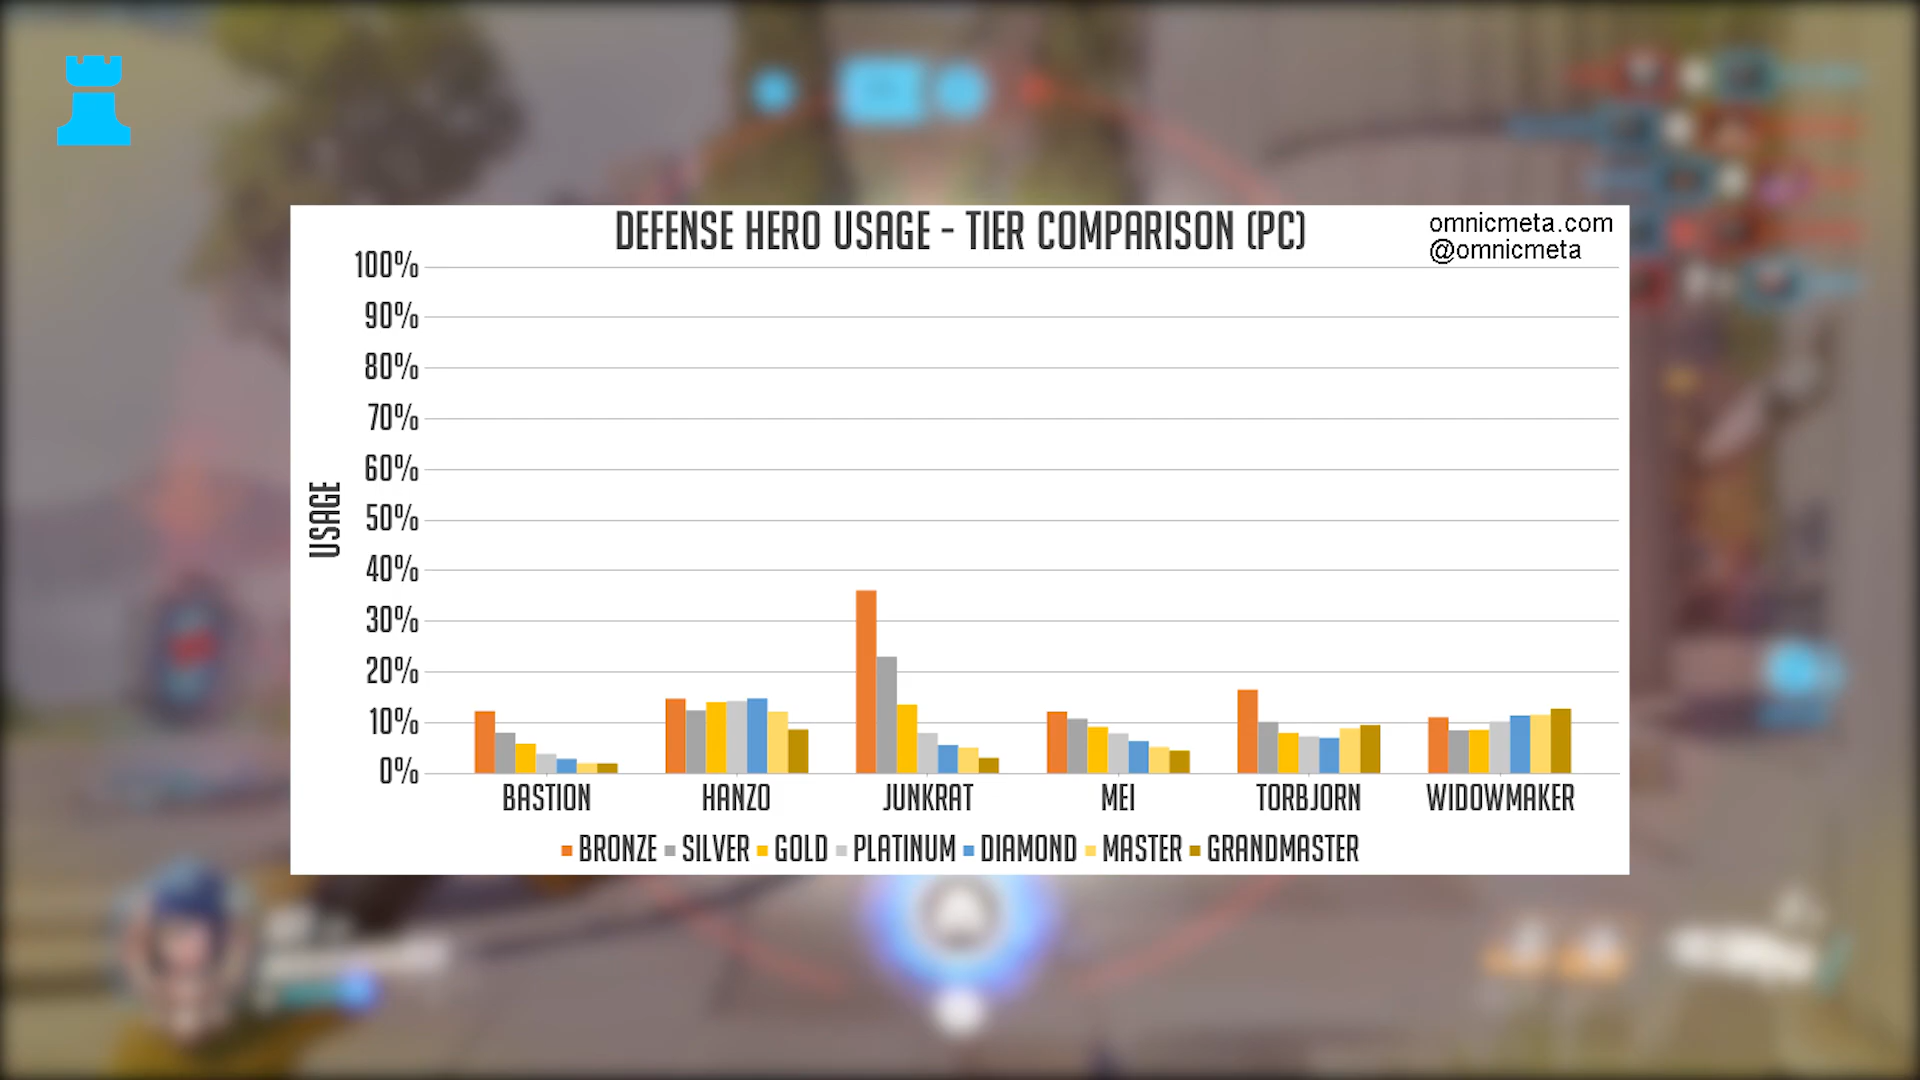 DEFENSE HERO USAGE - TIER COMPARISON (PC)
omnicmeta.com
@omnicmeta
100%
90%
80%
70%
60%
50%
40%
30%
20%
10%
0%
USAGE
BASTION HANZO JUNKRAT MEI TORBJORN WIDOWMAKER
BRONZE SILVER GOLD PLATINUM DIAMOND MASTER GRANDMASTER